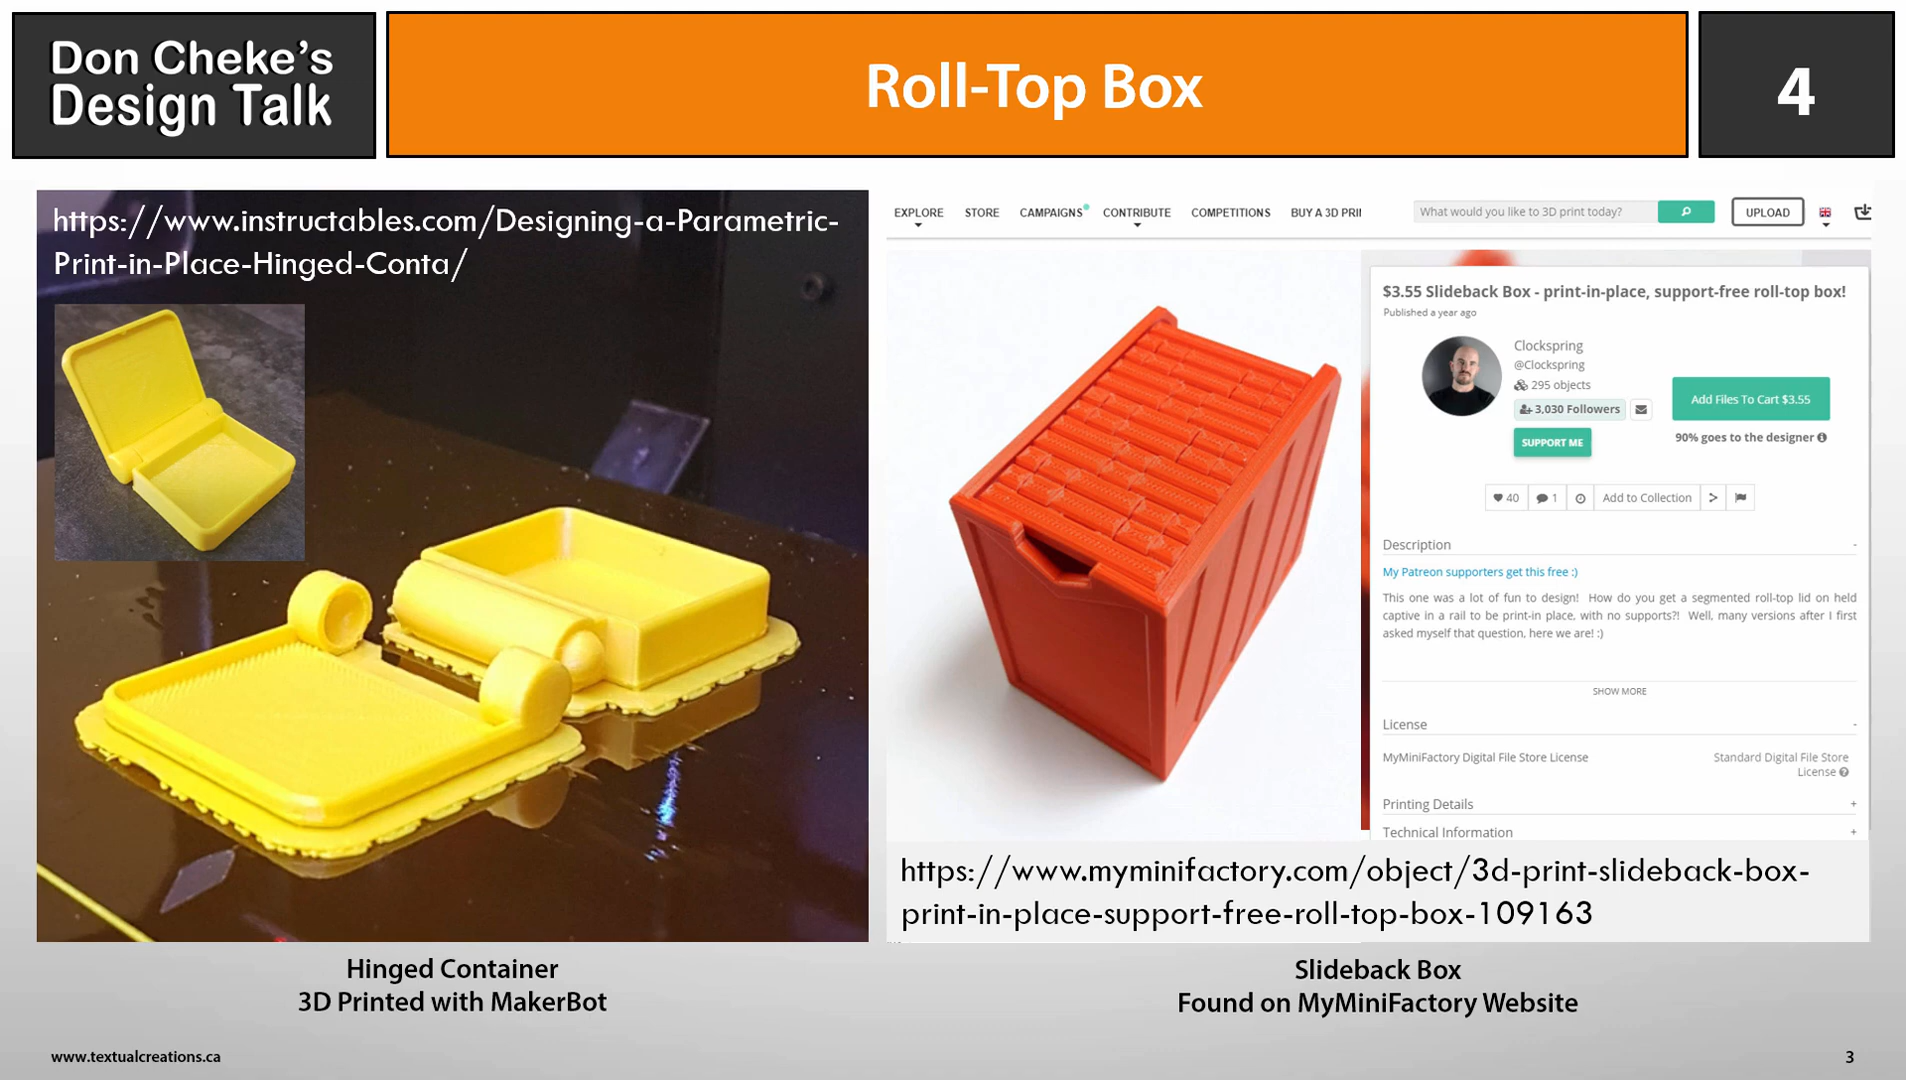 Don Cheke's
Design Talk
Roll-Top Box
4
https://www.instructables.com/Designing-a-Parametric-
Print-in-Place-Hinged-Conta/
EXPLORE STORE CAMPAIGNS CONTRIBUTE COMPETITIONS BUY A 3D PRI
What would you like to 3D print today?
UPLOAD
$3.55 Slideback Box - print-in-place, support-free roll-top box!
Published a year ago
Clockspring
@Clockspring
295 objects
3,030 Followers
SUPPORT ME
Add Files To Cart $3.55
90% goes to the designer
40 1 Add to Collection
Description -
My Patreon supporters get this free :)
This one was a lot of fun to design! How do you get a segmented roll-top lid on held
captive in a rail to be print-in place, with no supports?! Well, many versions after I first
asked myself that question, here we are! :)
SHOW MORE
License -
MyMiniFactory Digital File Store License
Standard Digital File Store
License
Printing Details +
Technical Information +
https://www.myminifactory.com/object/3d-print-slideback-box-
print-in-place-support-free-roll-top-box-109163
Hinged Container
3D Printed with MakerBot
Slideback Box
Found on MyMiniFactory Website
www.textualcreations.ca
3